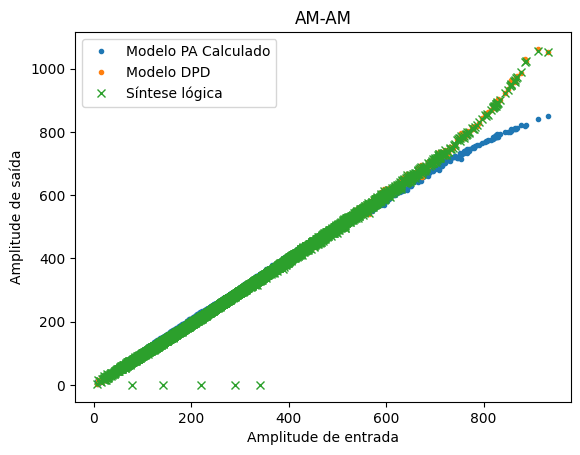 AM-AM
Modelo PA Calculado
Modelo DPD
Síntese lógica
Amplitude de saída
1000
800
600
400
200
0
0 200 400 600 800
Amplitude de entrada